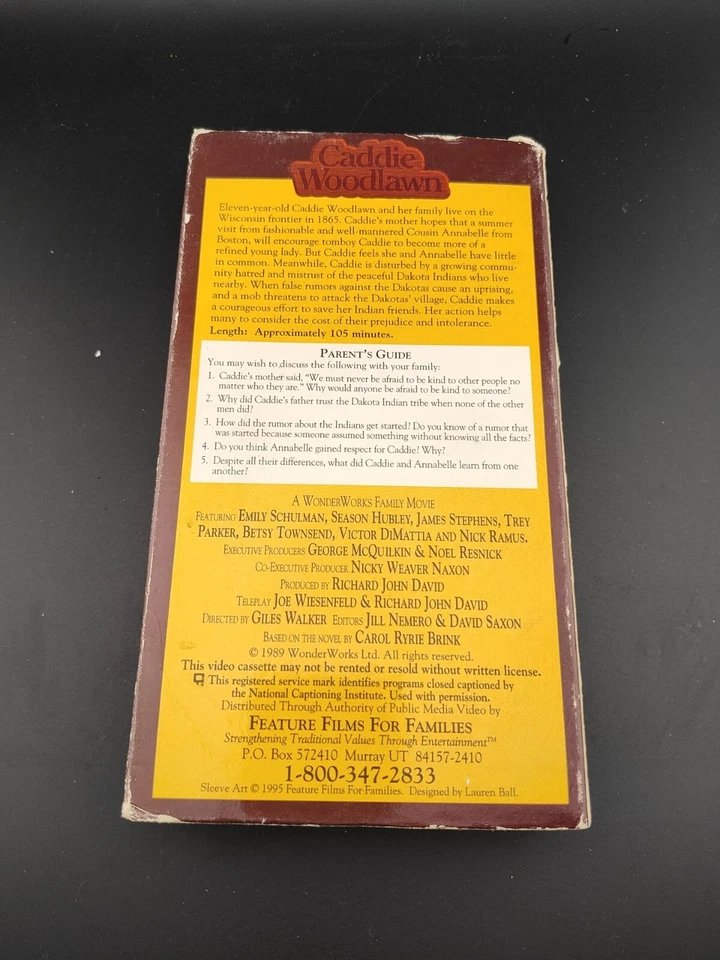 Caddie
Woodlawn
Eleven-year-old Caddie Woodlawn and her family live on the
Wisconsin frontier in 1865. Caddie's mother hopes that a summer
visit from fashionable and well-mannered Cousin Annabelle from
Boston, will encourage tomboy Caddie to become more of a
refined young lady. But Caddie feels she and Annabelle have little
in common. Meanwhile, Caddie is disturbed by a growing commu-
nity hatred and mistrust of the peaceful Dakota Indians who live
nearby. When false rumors against the Dakotas cause an uprising,
and a mob threatens to attack the Dakotas' village, Caddie makes
a courageous effort to save her Indian friends. Her action helps
many to consider the cost of their prejudice and intolerance.
Length: Approximately 105 minutes.
PARENT'S GUIDE
You may wish to discuss the following with your family:
1. Caddie's mother said, "We must never be afraid to be kind to other people no
matter who they are." Why would anyone be afraid to be kind to someone?
2. Why did Caddie's father trust the Dakota Indian tribe when none of the other
men did?
3. How did the rumor about the Indians get started? Do you know of a rumor that
was started because someone assumed something without knowing all the facts?
4. Do you think Annabelle gained respect for Caddie? Why?
5. Despite all their differences, what did Caddie and Annabelle learn from one
another?
A WONDERWORKS FAMILY MOVIE
FEATURING EMILY SCHULMAN, SEASON HUBLEY, JAMES STEPHENS, TREY
PARKER, BETSY TOWNSEND, VICTOR DIMATTIA AND NICK RAMUS.
EXECUTIVE PRODUCERS GEORGE MCQUILKIN & NOEL RESNICK
CO-EXECUTIVE PRODUCER NICKY WEAVER NAXON
PRODUCED BY RICHARD JOHN DAVID
TELEPLAY JOE WIESENFELD & RICHARD JOHN DAVID
DIRECTED BY GILES WALKER EDITORS JILL NEMERO & DAVID SAXON
BASED ON THE NOVEL BY CAROL RYRIE BRINK
© 1989 WonderWorks Ltd. All rights reserved.
This video cassette may not be rented or resold without written license.
This registered service mark identifies programs closed captioned by
the National Captioning Institute. Used with permission.
Distributed Through Authority of Public Media Video by
FEATURE FILMS FOR FAMILIES
Strengthening Traditional Values Through Entertainment™
P.O. Box 572410 Murray UT 84157-2410
1-800-347-2833
Sleeve Art © 1995 Feature Films For Families. Designed by Lauren Ball.